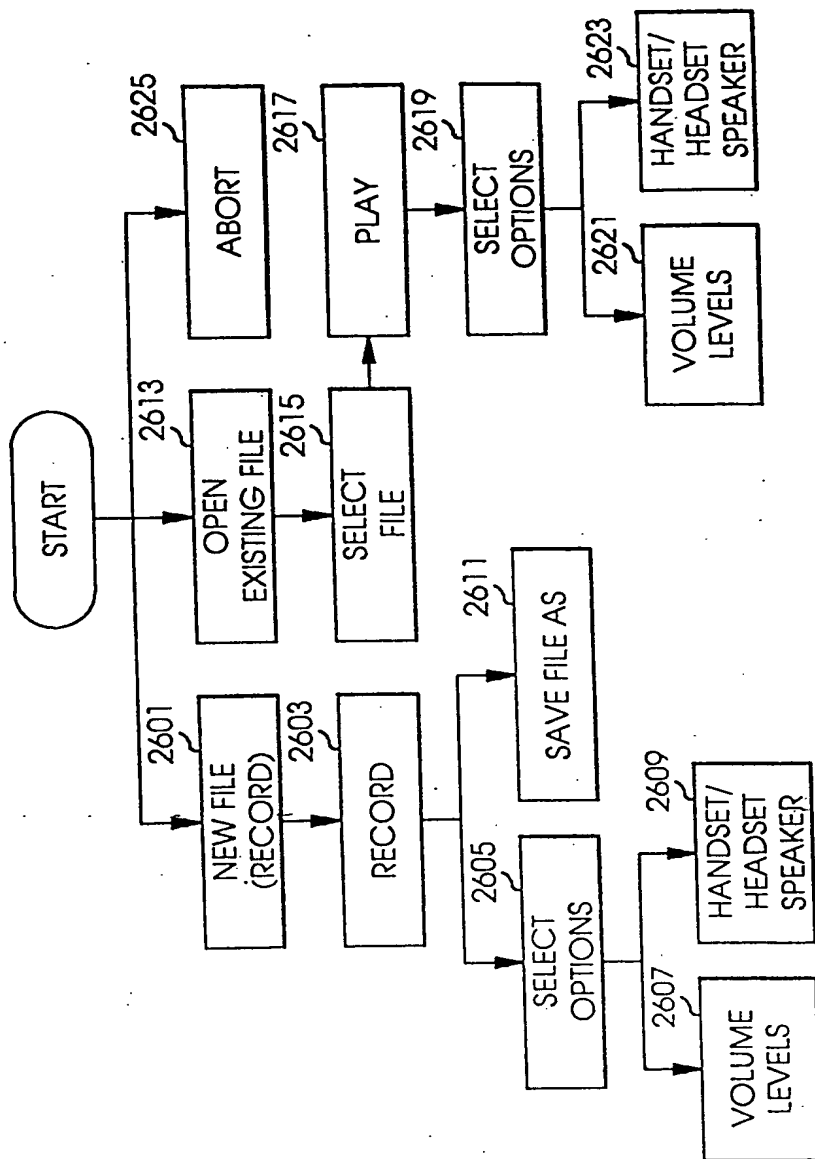 START
2601
NEW FILE
(RECORD)
2613
OPEN
EXISTING FILE
2625
ABORT
2603
RECORD
2615
SELECT
FILE
2617
PLAY
2605
SELECT
OPTIONS
2611
SAVE FILE AS
2619
SELECT
OPTIONS
2607
VOLUME
LEVELS
2609
HANDSET/
HEADSET
SPEAKER
2621
VOLUME
LEVELS
2623
HANDSET/
HEADSET
SPEAKER